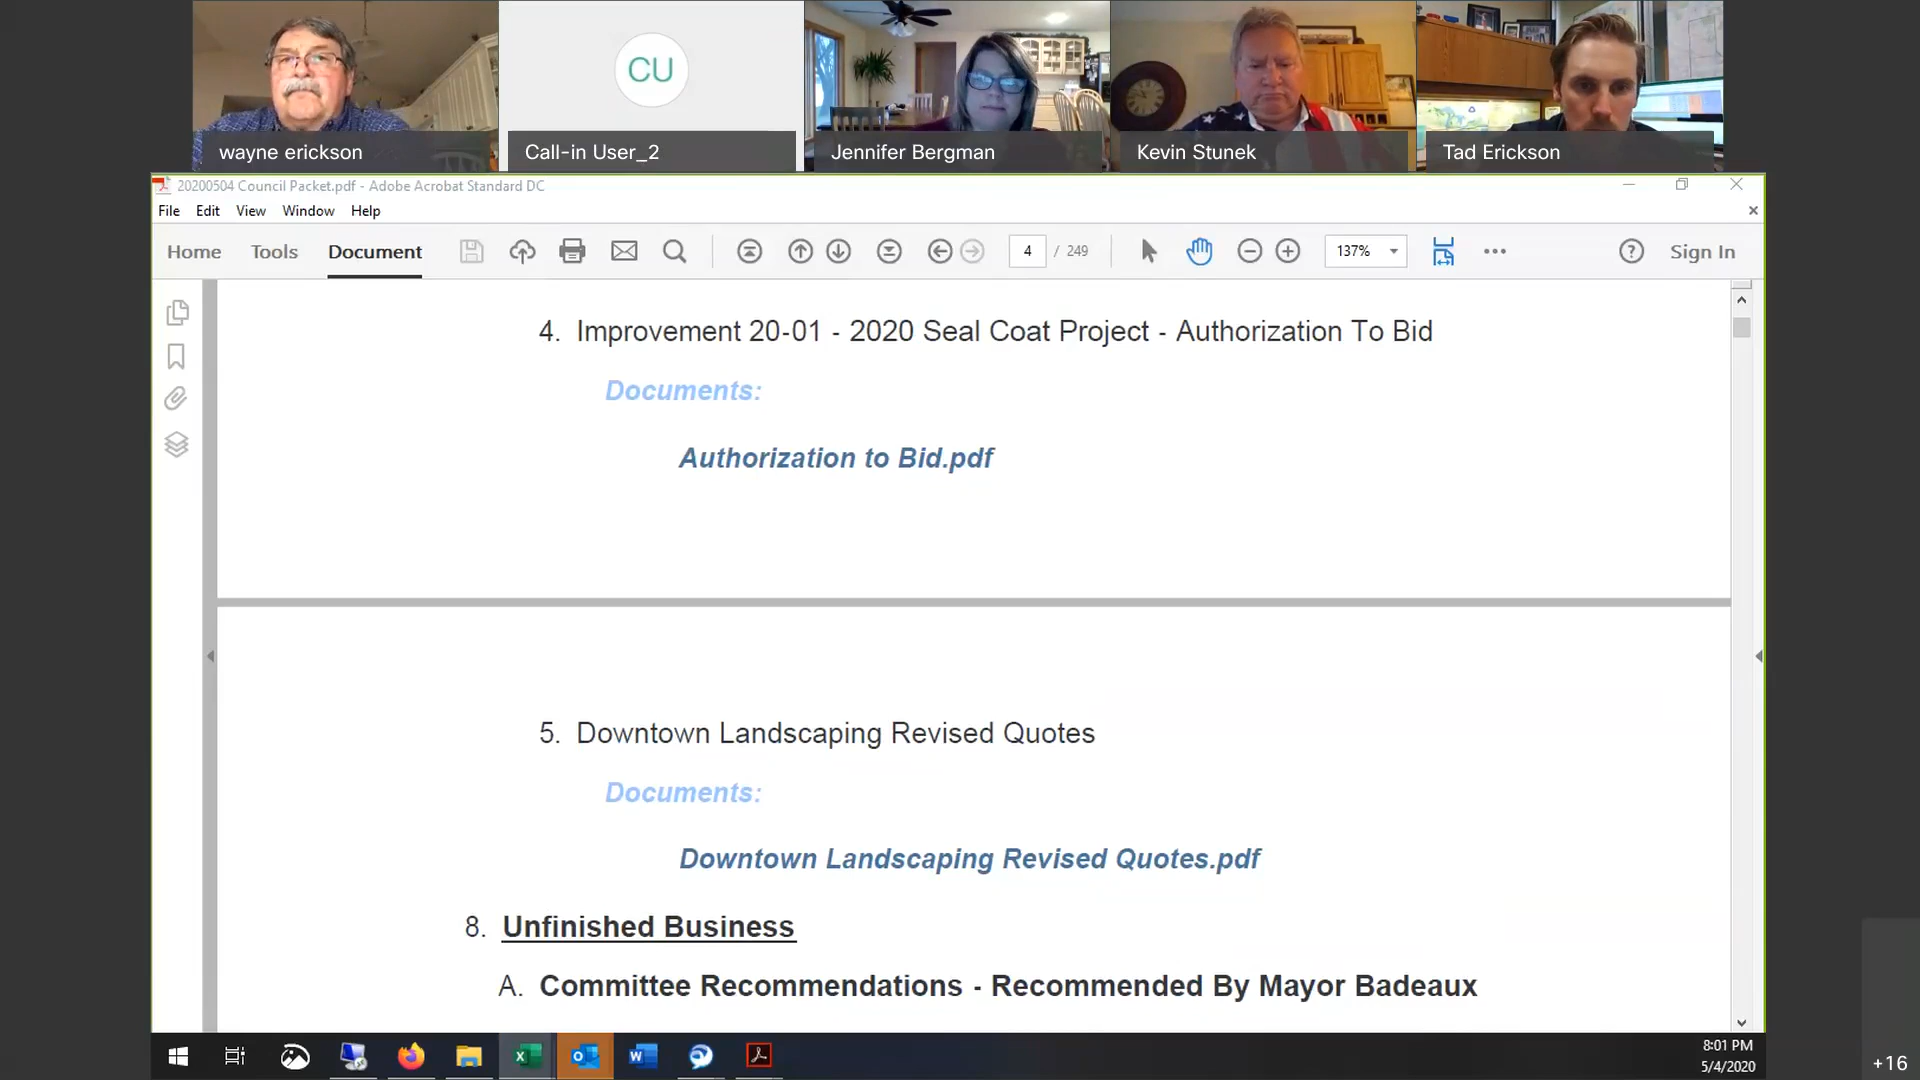 CU
wayne erickson
Call-in User_2
Jennifer Bergman
Kevin Stunek
Tad Erickson
20200504 Council Packet.pdf - Adobe Acrobat Standard DC
File Edit View Window Help
Home Tools Document 4 / 249 137% Sign In
4. Improvement 20-01 - 2020 Seal Coat Project - Authorization To Bid
Documents:
Authorization to Bid.pdf
5. Downtown Landscaping Revised Quotes
Documents:
Downtown Landscaping Revised Quotes.pdf
8. Unfinished Business
A. Committee Recommendations - Recommended By Mayor Badeaux
8:01 PM
5/4/2020
+16